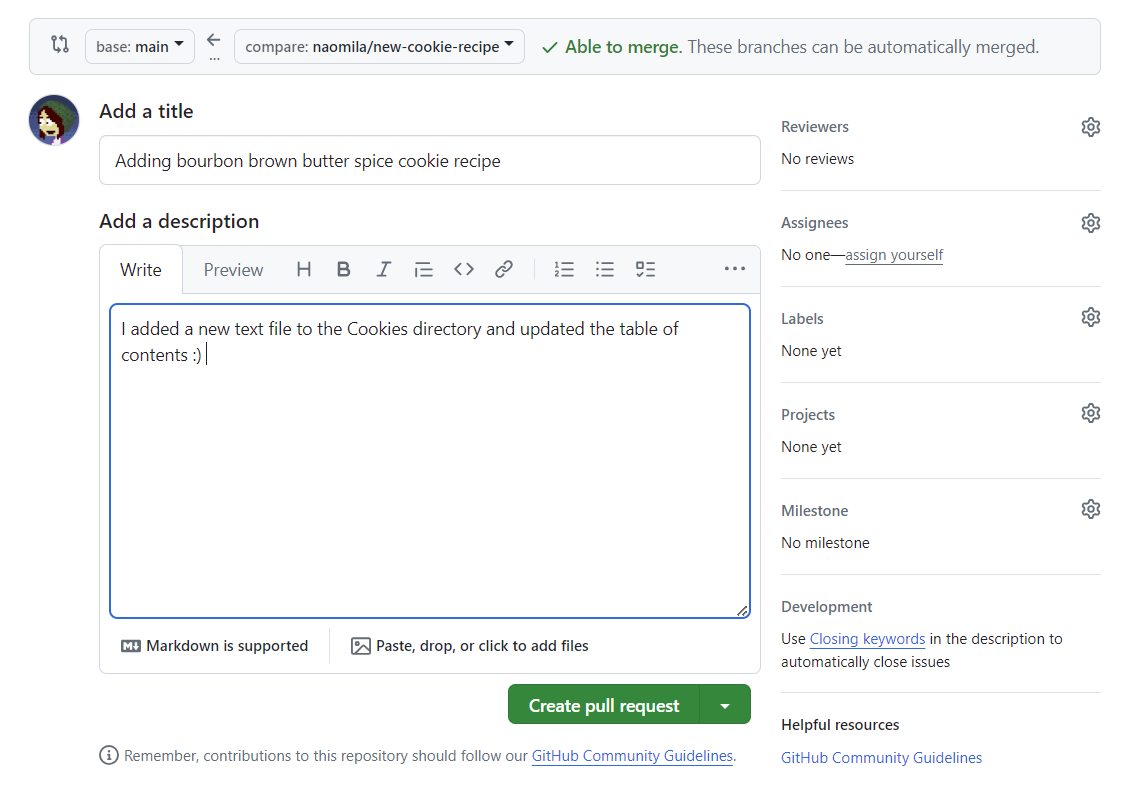 base: main ... compare: naomila/new-cookie-recipe Able to merge. These branches can be automatically merged.
Add a title
Adding bourbon brown butter spice cookie recipe
Add a description
Write Preview H B I
I added a new text file to the Cookies directory and updated the table of
contents :)
Markdown is supported Paste, drop, or click to add files
Create pull request
Remember, contributions to this repository should follow our GitHub Community Guidelines.
Reviewers
No reviews
Assignees
No one—assign yourself
Labels
None yet
Projects
None yet
Milestone
No milestone
Development
Use Closing keywords in the description to
automatically close issues
Helpful resources
GitHub Community Guidelines